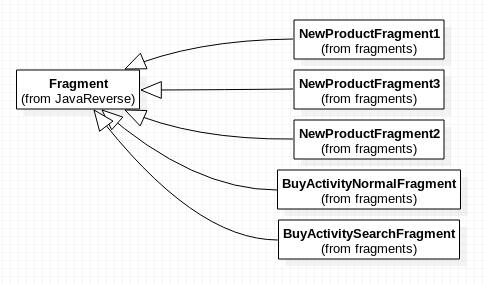 NewProductFragment1
(from fragments)
Fragment
(from JavaReverse)
NewProductFragment3
(from fragments)
NewProductFragment2
(from fragments)
BuyActivityNormalFragment
(from fragments)
BuyActivitySearchFragment
(from fragments)